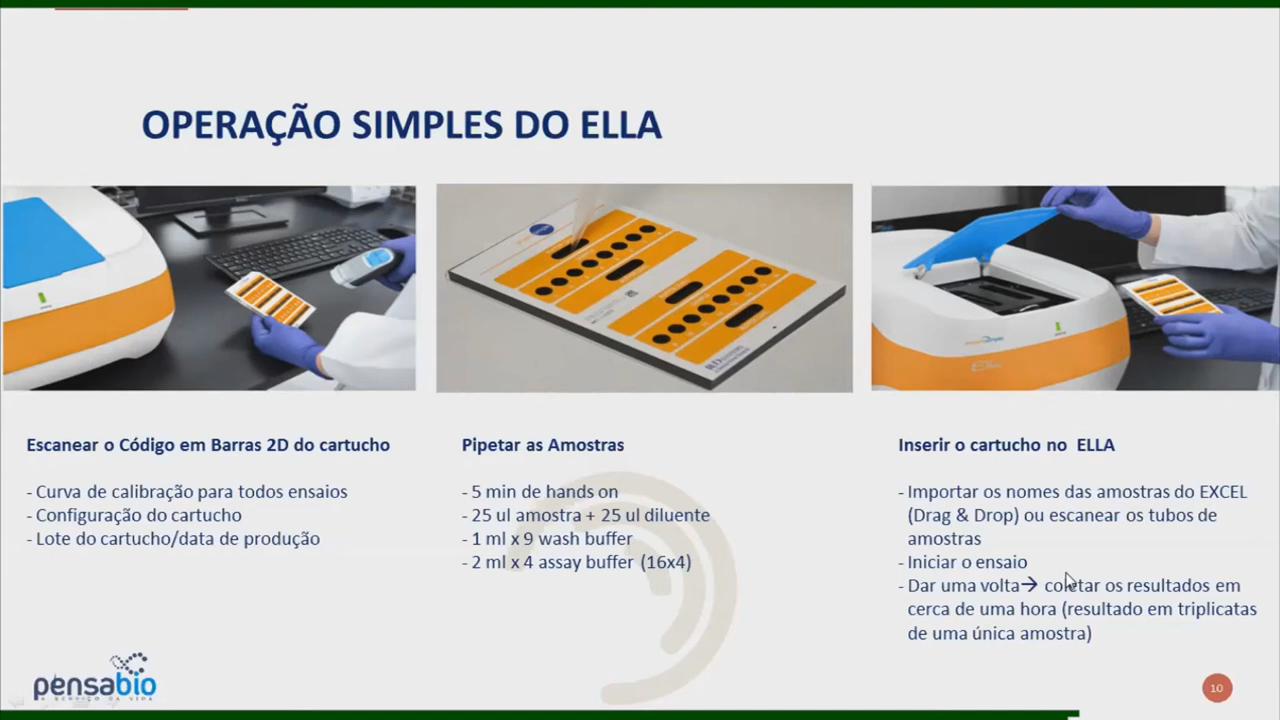 OPERAÇÃO SIMPLES DO ELLA
Escanear o Código em Barras 2D do cartucho
- Curva de calibração para todos ensaios
- Configuração do cartucho
- Lote do cartucho/data de produção
Pipetar as Amostras
- 5 min de hands on
- 25 ul amostra + 25 ul diluente
- 1 ml x 9 wash buffer
- 2 ml x 4 assay buffer (16x4)
Inserir o cartucho no ELLA
- Importar os nomes das amostras do EXCEL
(Drag & Drop) ou escanear os tubos de
amostras
- Iniciar o ensaio
- Dar uma volta→ coletar os resultados em
cerca de uma hora (resultado em triplicatas
de uma única amostra)
pensabio
A SERVIÇO DA VIDA
10